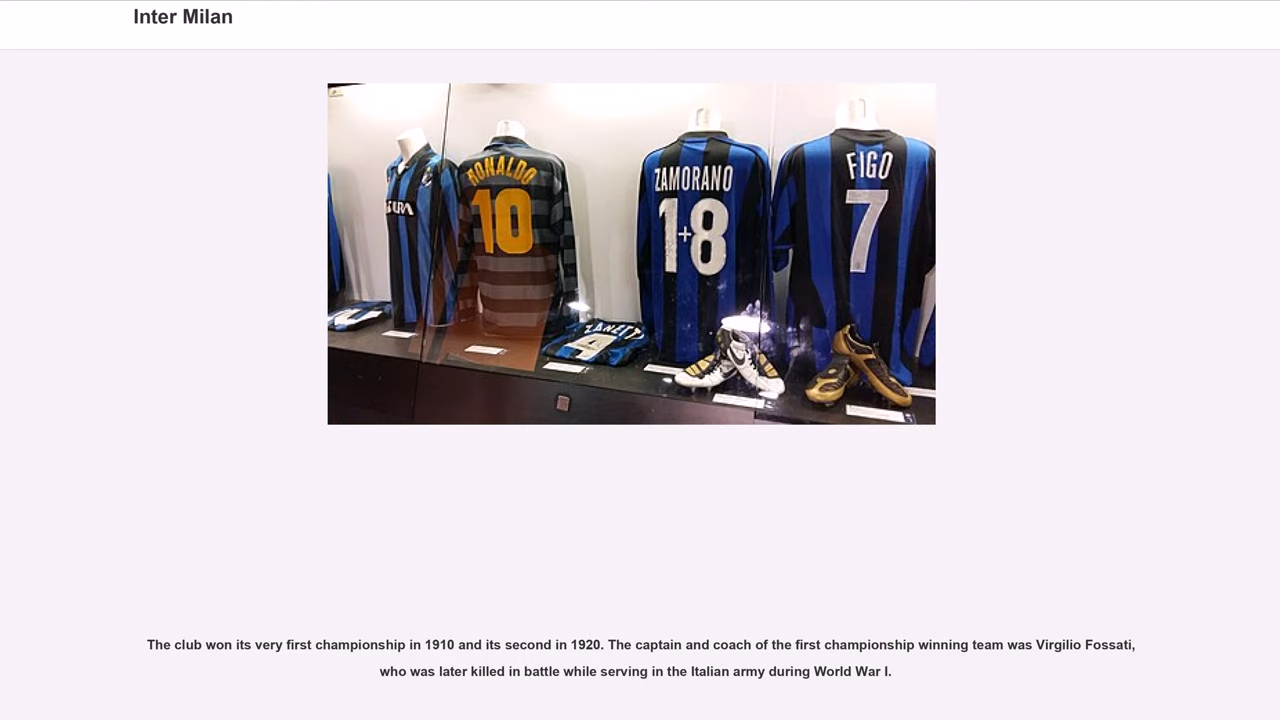 Inter Milan
RONALDO
10
ZAMORANO
1+8
FIGO
7
4
The club won its very first championship in 1910 and its second in 1920. The captain and coach of the first championship winning team was Virgilio Fossati,
who was later killed in battle while serving in the Italian army during World War I.